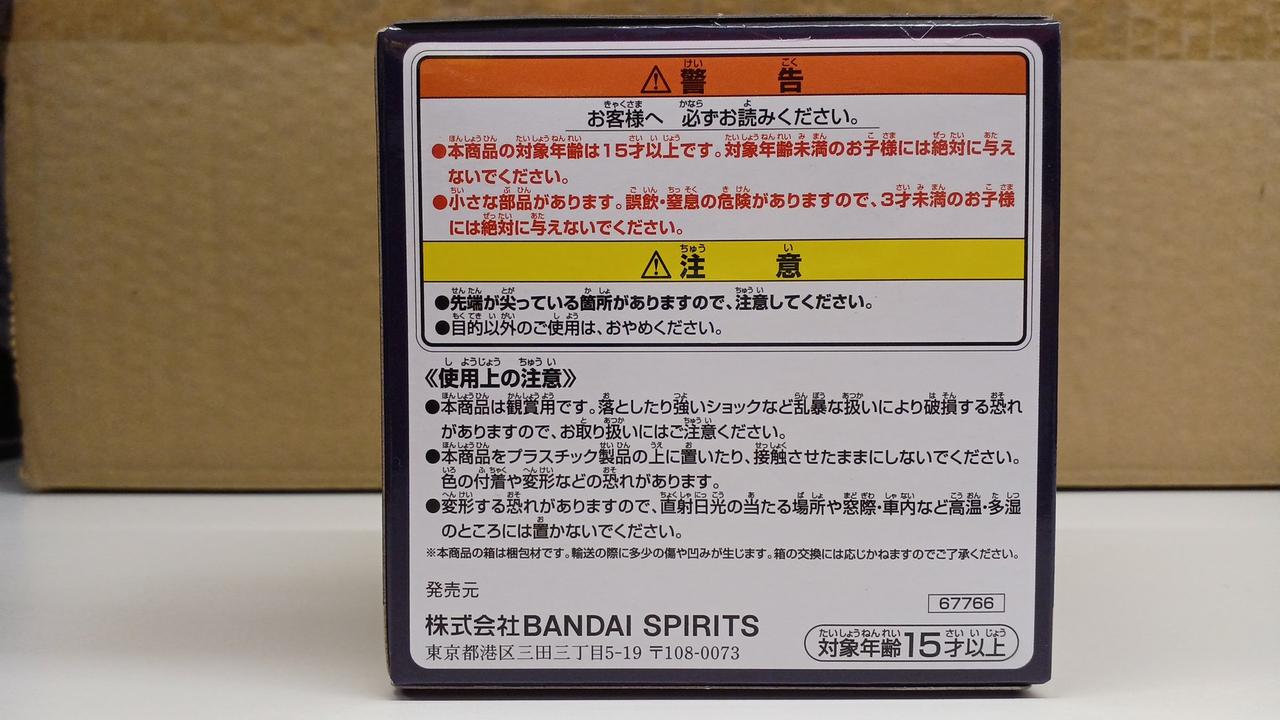 ⚠警告
お客様へ 必ずお読みください。
●本商品の対象年齢は15才以上です。対象年齢未満のお子様には絶対に与え
ないでください。
●小さな部品があります。誤飲・窒息の危険がありますので、3才未満のお子様
には絶対に与えないでください。
⚠注意
●先端が尖っている箇所がありますので、注意してください。
●目的以外のご使用は、おやめください。
《使用上の注意》
●本商品は観賞用です。落としたり強いショックなど乱暴な扱いにより破損する恐れ
がありますので、お取り扱いにはご注意ください。
●本商品をプラスチック製品の上に置いたり、接触させたままにしないでください。
色の付着や変形などの恐れがあります。
●変形する恐れがありますので、直射日光の当たる場所や窓際・車内など高温・多湿
のところには置かないでください。
※本商品の箱は梱包材です。輸送の際に多少の傷や凹みが生じます。箱の交換には応じかねますのでご了承ください。
発売元
67766
株式会社BANDAI SPIRITS
東京都港区三田三丁目5-19 〒108-0073
対象年齢15才以上